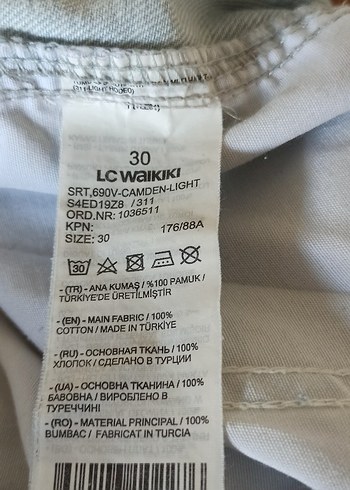 30
LC WAIKIKI
SRT,690V-CAMDEN-LIGHT
S4ED19Z8 / 311
ORD.NR: 1036511
KPN: 176/88A
SIZE: 30
30
- (TR) - ANA KUMAŞ / %100 PAMUK /
TÜRKİYE'DE ÜRETİLMİŞTİR
- (EN) - MAIN FABRIC / 100%
COTTON / MADE IN TÜRKİYE
- (RU) - ОСНОВНАЯ ТКАНЬ / 100%
ХЛОПОК / СДЕЛАНО В ТУРЦИИ
- (UA) - ОСНОВНА ТКАНИНА / 100%
БАВОВНА / ВИРОБЛЕНО В
ТУРЕЧЧИНІ
- (RO) - MATERIAL PRINCIPAL / 100%
BUMBAC / FABRICAT IN TURCIA